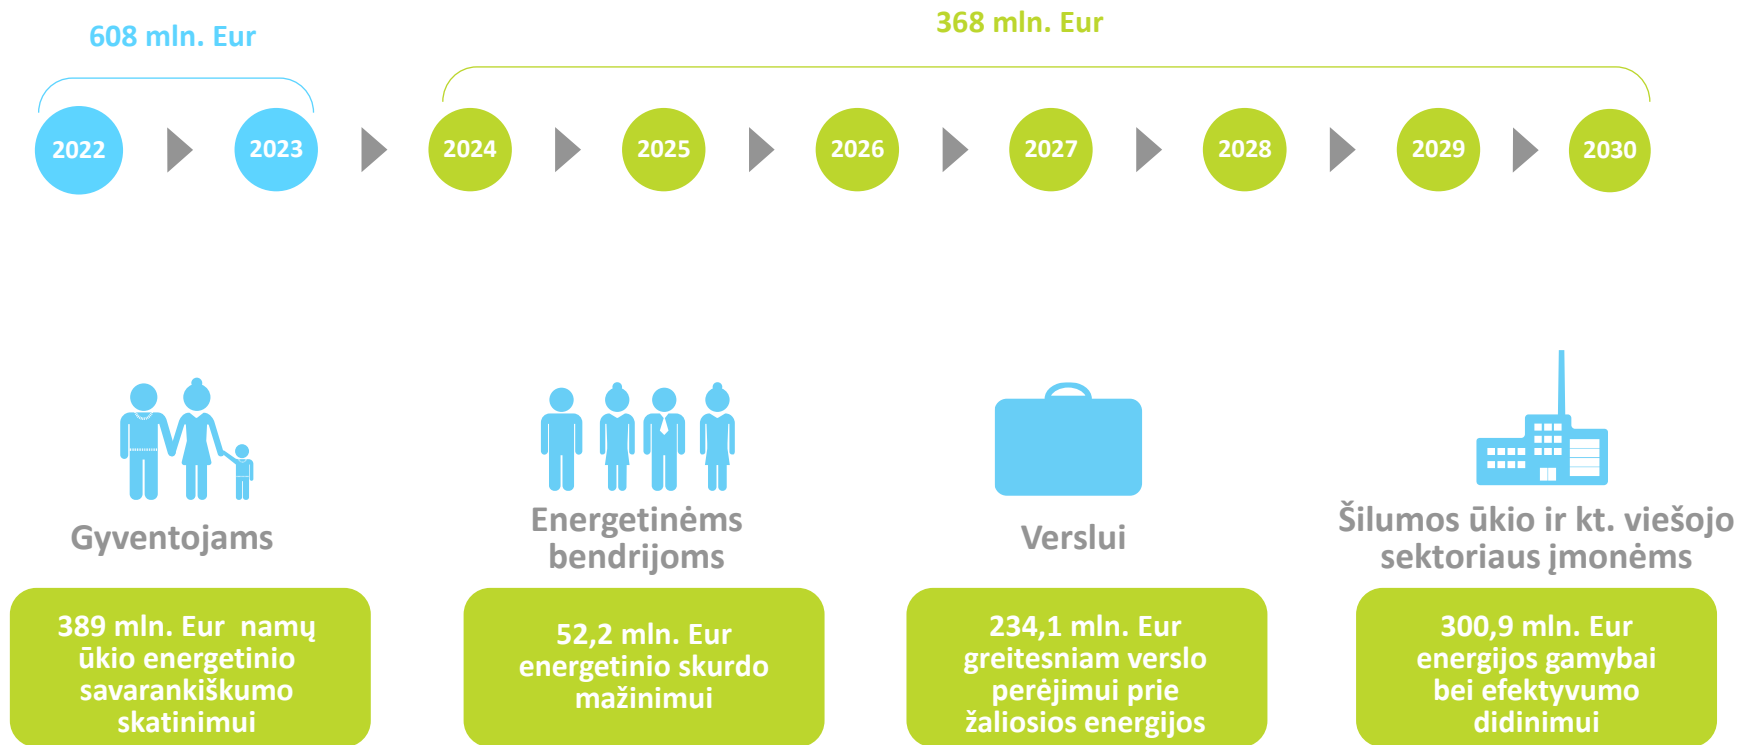 608 mln. Eur
368 mln. Eur
2022
2023
2024
2025
2026
2027
2028
2029
2030
Gyventojams
389 mln. Eur namų
ūkio energetinio
savarankiškumo
skatinimui
Energetinėms
bendrijoms
52,2 mln. Eur
energetinio skurdo
mažinimui
Verslui
234,1 mln. Eur
greitesniam verslo
perėjimui prie
žaliosios energijos
Šilumos ūkio ir kt. viešojo
sektoriaus įmonėms
300,9 mln. Eur
energijos gamybai
bei efektyvumo
didinimui